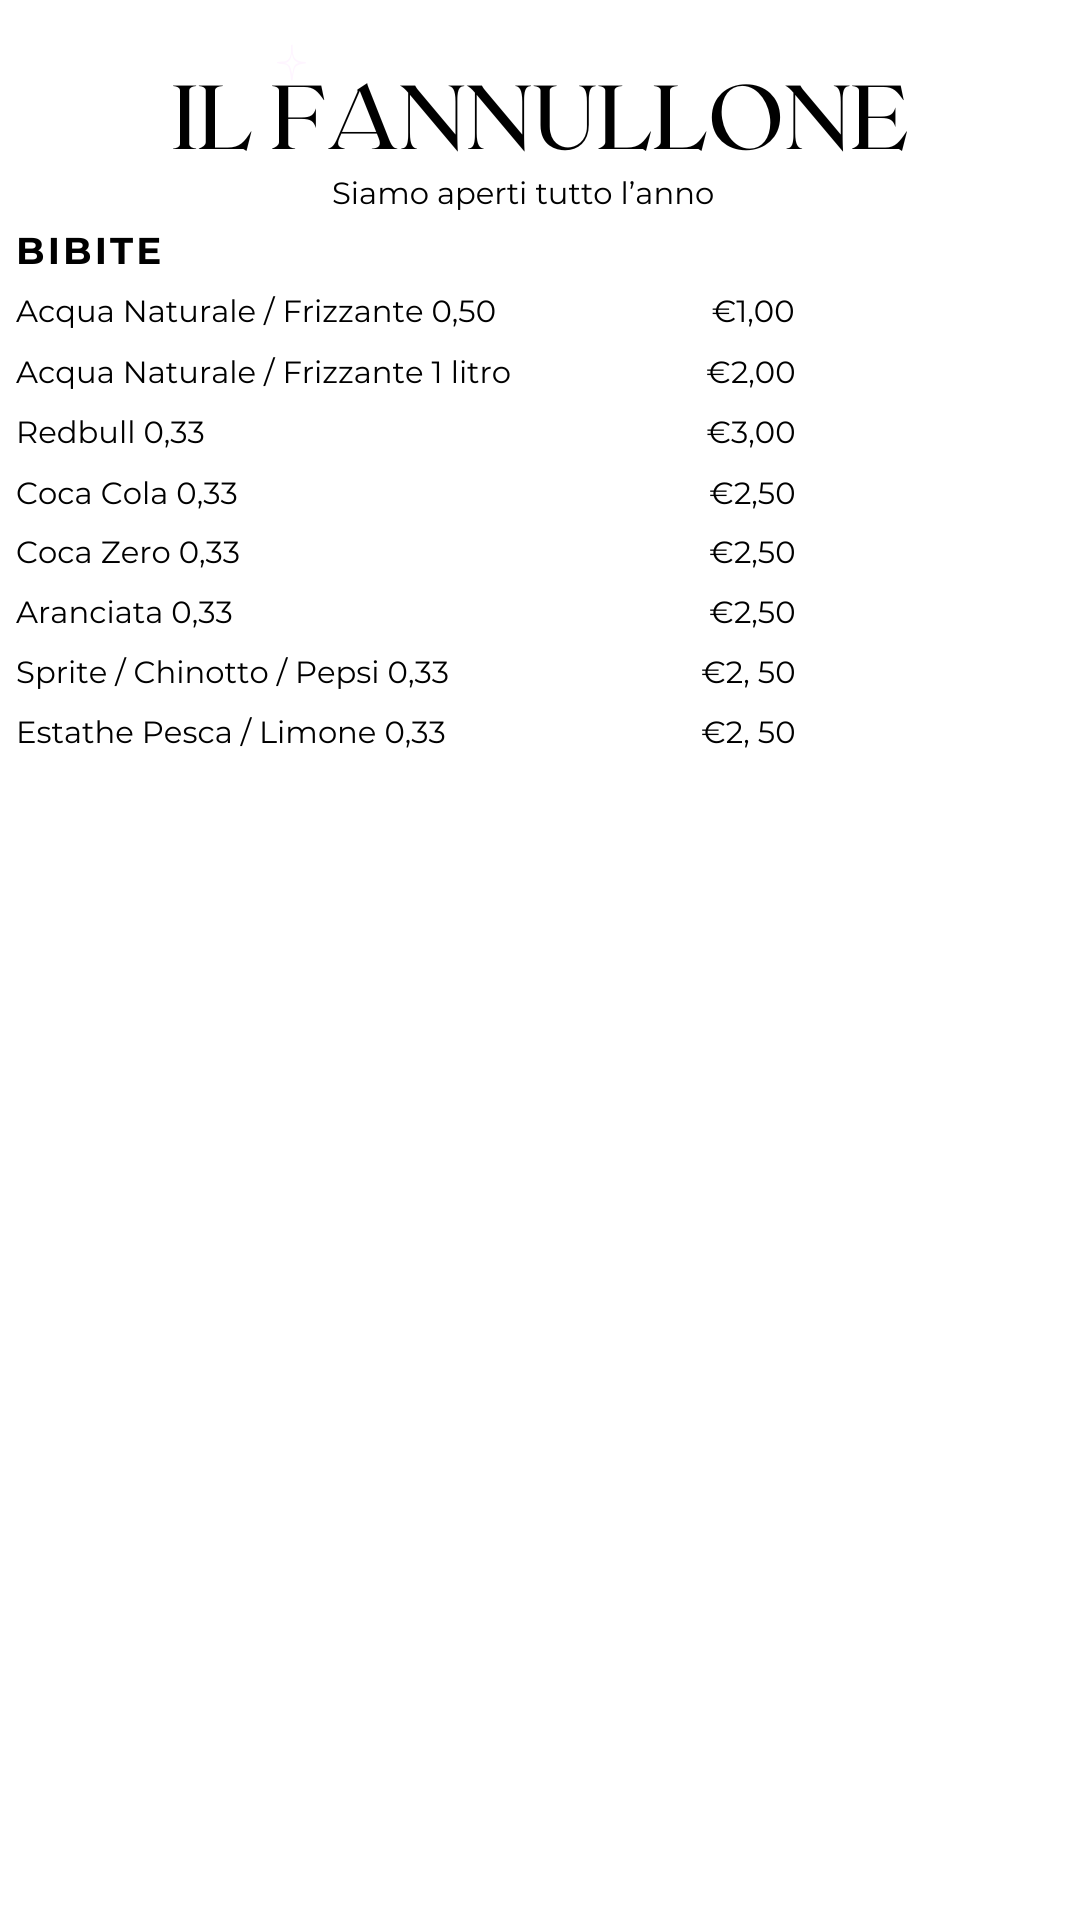 IL FANNULLONE
Siamo aperti tutto l’anno
BIBITE
Acqua Naturale / Frizzante 0,50 €1,00
Acqua Naturale / Frizzante 1 litro €2,00
Redbull 0,33 €3,00
Coca Cola 0,33 €2,50
Coca Zero 0,33 €2,50
Aranciata 0,33 €2,50
Sprite / Chinotto / Pepsi 0,33 €2, 50
Estathe Pesca / Limone 0,33 €2, 50